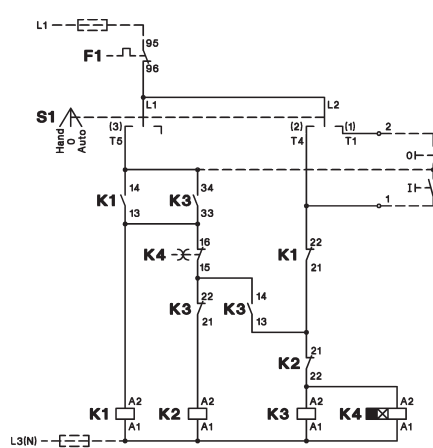 L1
95
F1
96
L1 L2
S1
Hand
0
Auto
(3) (2) (1) 2
T5 T4 T1
0
I
1
14 34
K1 K3
13 33
16 22
K4 K1
15 21
22 14
K3 K3
21 13
21
K2
22
A2 A2 A2 A2
K1 K2 K3 K4
A1 A1 A1 A1
L3(N)